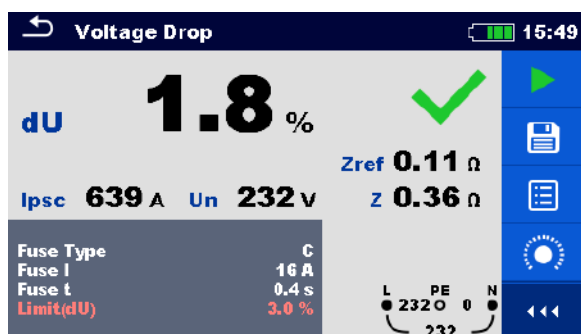 Voltage Drop 15:49
dU 1.8 %
Zref 0.11 Ω
Ipsc 639 A Un 232 V Z 0.36 Ω
Fuse Type C
Fuse I 16 A
Fuse t 0.4 s
Limit(dU) 3.0 %
L PE N
232 0
232